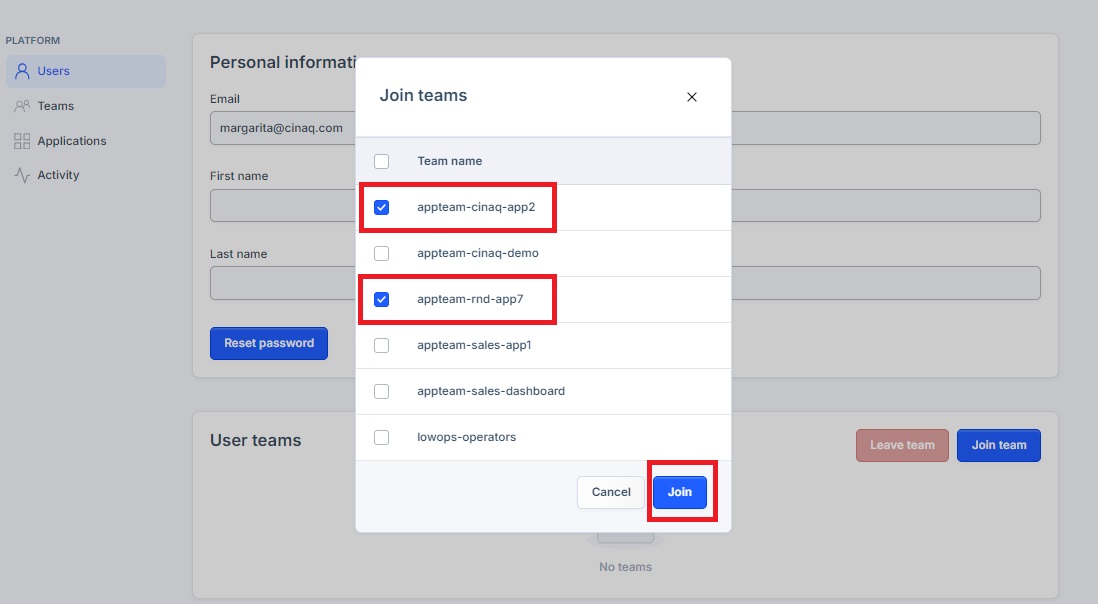 PLATFORM
Users
Teams
Applications
Activity
Personal informati
Email
margarita@cinaq.com
First name
Last name
Reset password
Join teams
Team name
appteam-cinaq-app2
appteam-cinaq-demo
appteam-rnd-app7
appteam-sales-app1
appteam-sales-dashboard
lowops-operators
Cancel
Join
User teams
Leave team
Join team
No teams